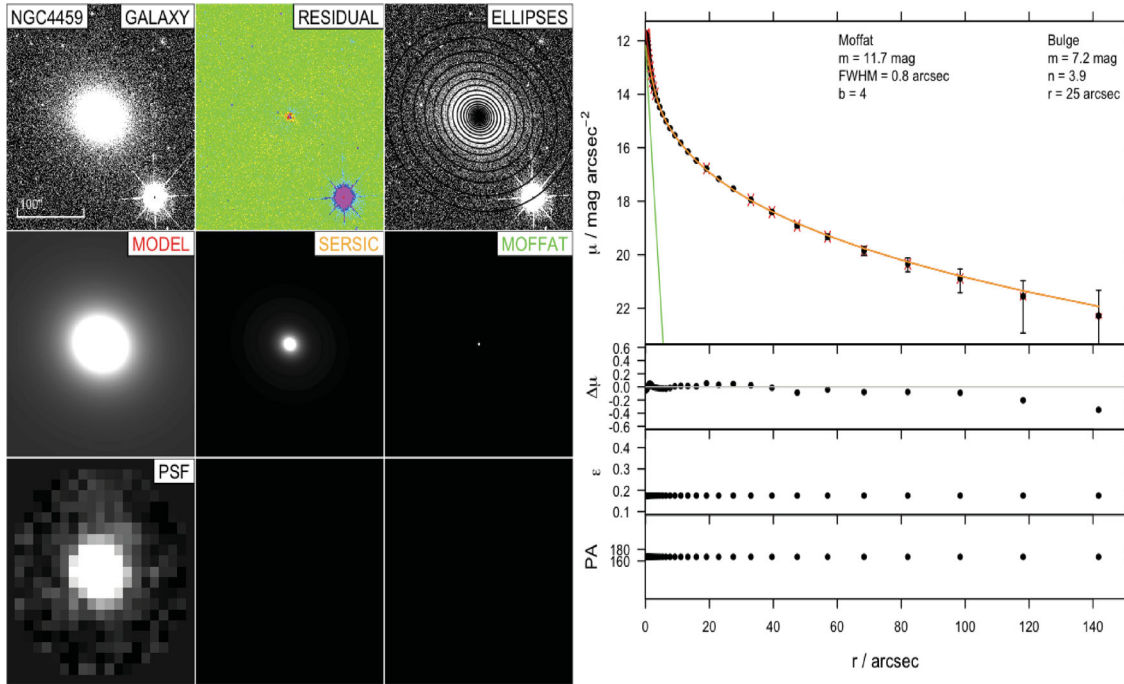 NGC4459
GALAXY
RESIDUAL
ELLIPSES
100"
MODEL
SERSIC
MOFFAT
PSF
Moffat
m = 11.7 mag
FWHM = 0.8 arcsec
b = 4
Bulge
m = 7.2 mag
n = 3.9
r = 25 arcsec
μ / mag arcsec⁻²
12
14
16
18
20
22
Δμ
0.6
0.4
0.2
0.0
-0.2
-0.4
-0.6
ε
0.4
0.3
0.2
0.1
PA
180
160
0 20 40 60 80 100 120 140
r / arcsec